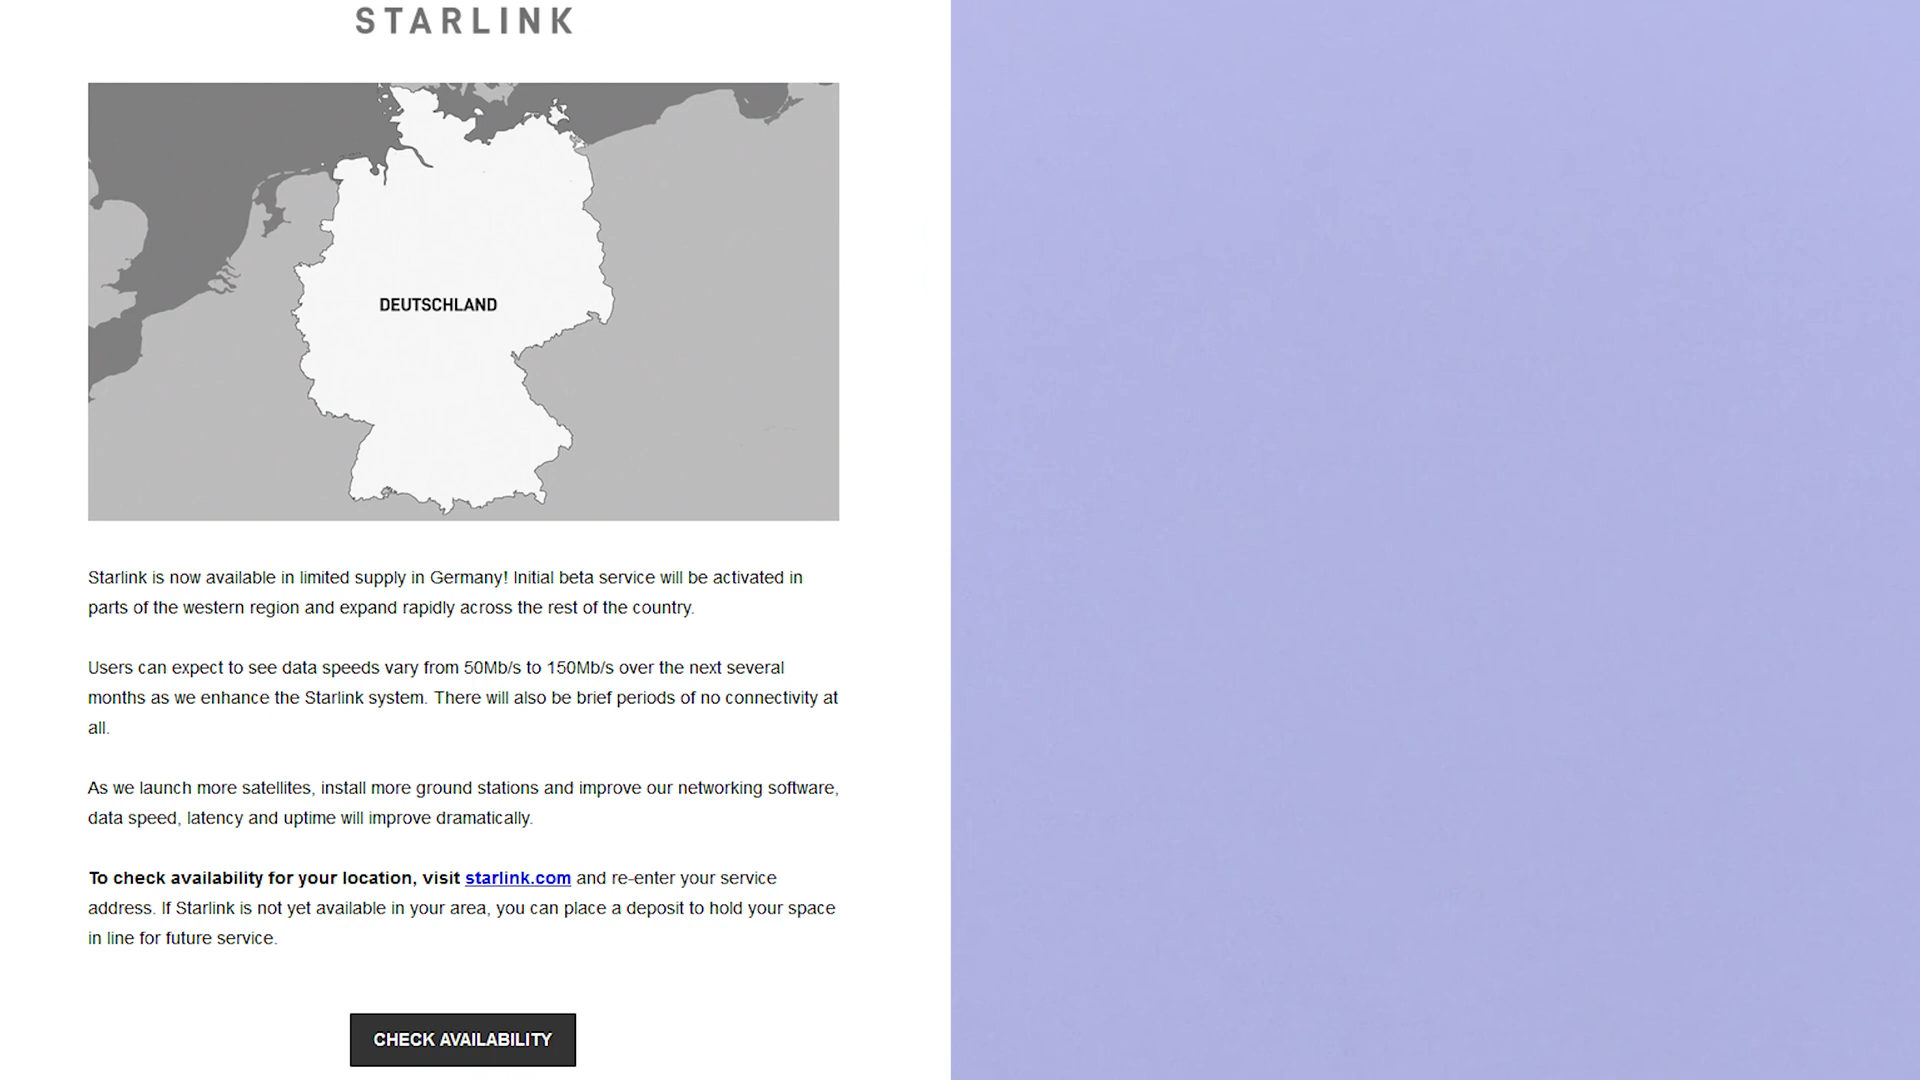 STARLINK
DEUTSCHLAND
Starlink is now available in limited supply in Germany! Initial beta service will be activated in
parts of the western region and expand rapidly across the rest of the country.
Users can expect to see data speeds vary from 50Mb/s to 150Mb/s over the next several
months as we enhance the Starlink system. There will also be brief periods of no connectivity at
all.
As we launch more satellites, install more ground stations and improve our networking software,
data speed, latency and uptime will improve dramatically.
To check availability for your location, visit starlink.com and re-enter your service
address. If Starlink is not yet available in your area, you can place a deposit to hold your space
in line for future service.
CHECK AVAILABILITY